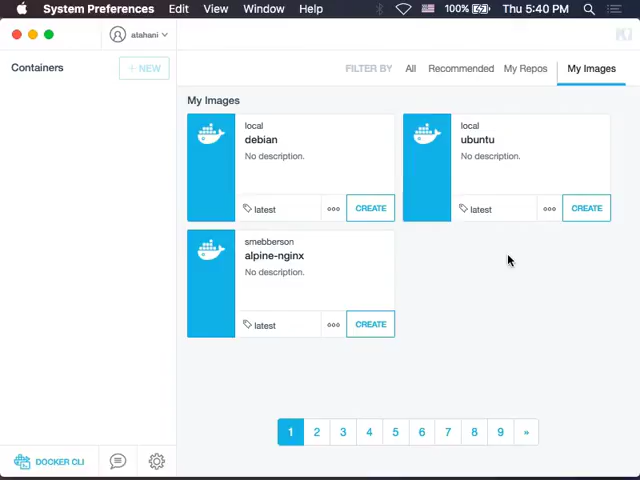 System Preferences Edit View Window Help 100% Thu 5:40 PM
alahani
Containers + NEW FILTER BY All Recommended My Repos My Images
My Images
local local
debian ubuntu
No description. No description.
latest CREATE latest CREATE
smebberson
alpine-nginx
No description.
latest CREATE
1 2 3 4 5 6 7 8 9 »
DOCKER CLI